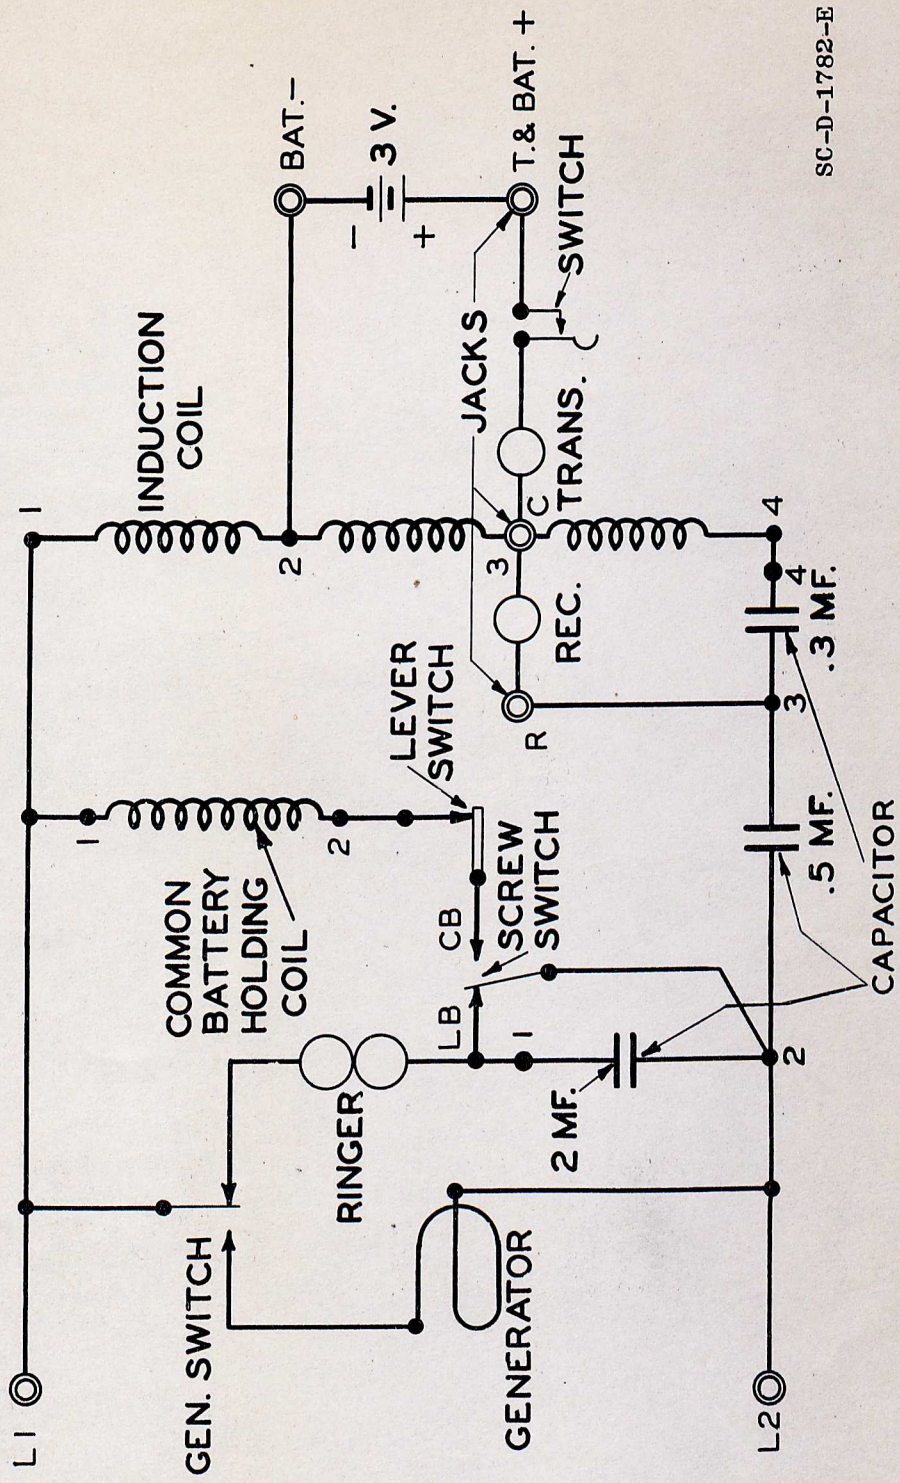 L1
1
GEN. SWITCH
RINGER
COMMON
BATTERY
HOLDING
COIL
1
2
INDUCTION
COIL
2
BAT.-
-
3 V.
+
LEVER
SWITCH
LB
CB
SCREW
SWITCH
GENERATOR
1
2 MF.
R
REC.
3
C
TRANS.
JACKS
SWITCH
T.& BAT. +
L2
2
.5 MF.
3
.3 MF.
4
4
CAPACITOR
SC-D-1782-E